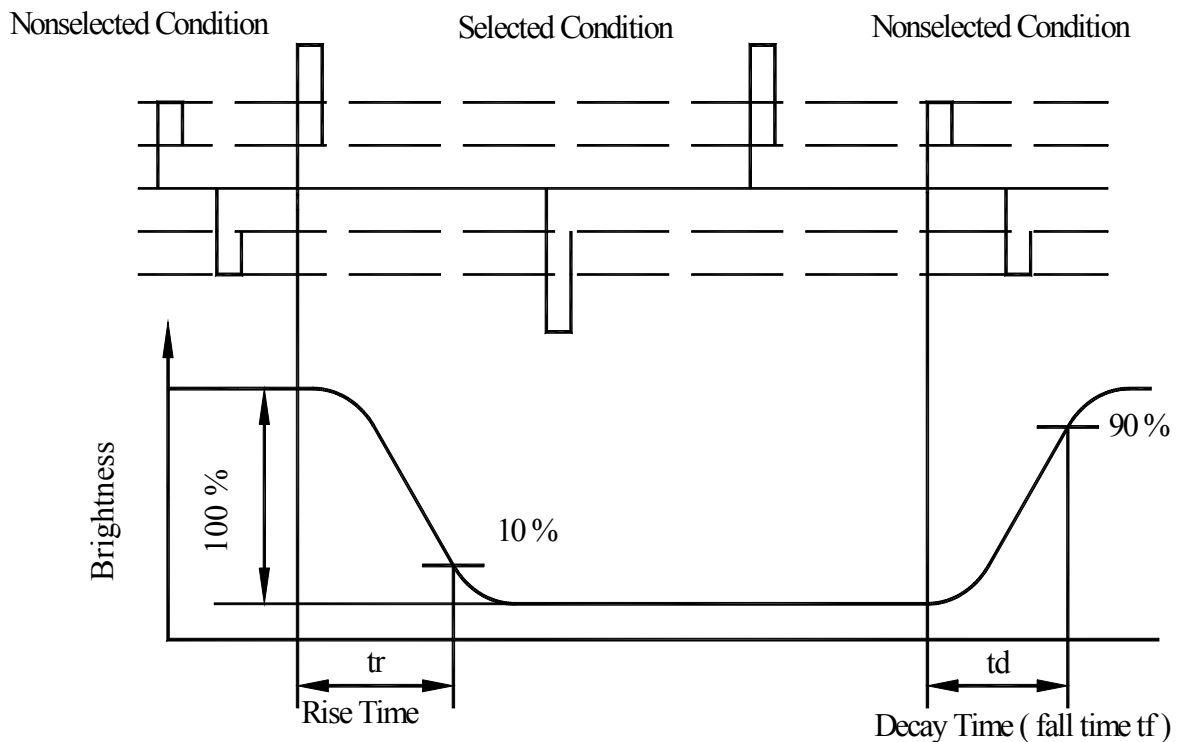 Nonselected Condition
Selected Condition
Nonselected Condition
Brightness
100 %
10 %
90 %
tr
Rise Time
td
Decay Time ( fall time tf )